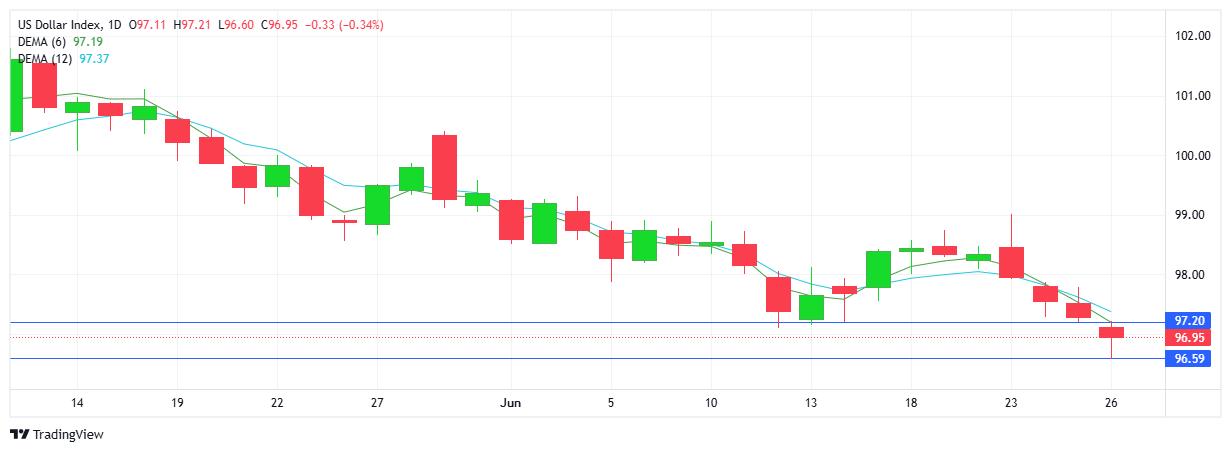 US Dollar Index, 1D O97.11 H97.21 L96.60 C96.95 −0.33 (−0.34%)
DEMA (6) 97.19
DEMA (12) 97.37
102.00
101.00
100.00
99.00
98.00
97.20
96.95
96.59
14 19 22 27 Jun 5 10 13 18 23 26
TradingView